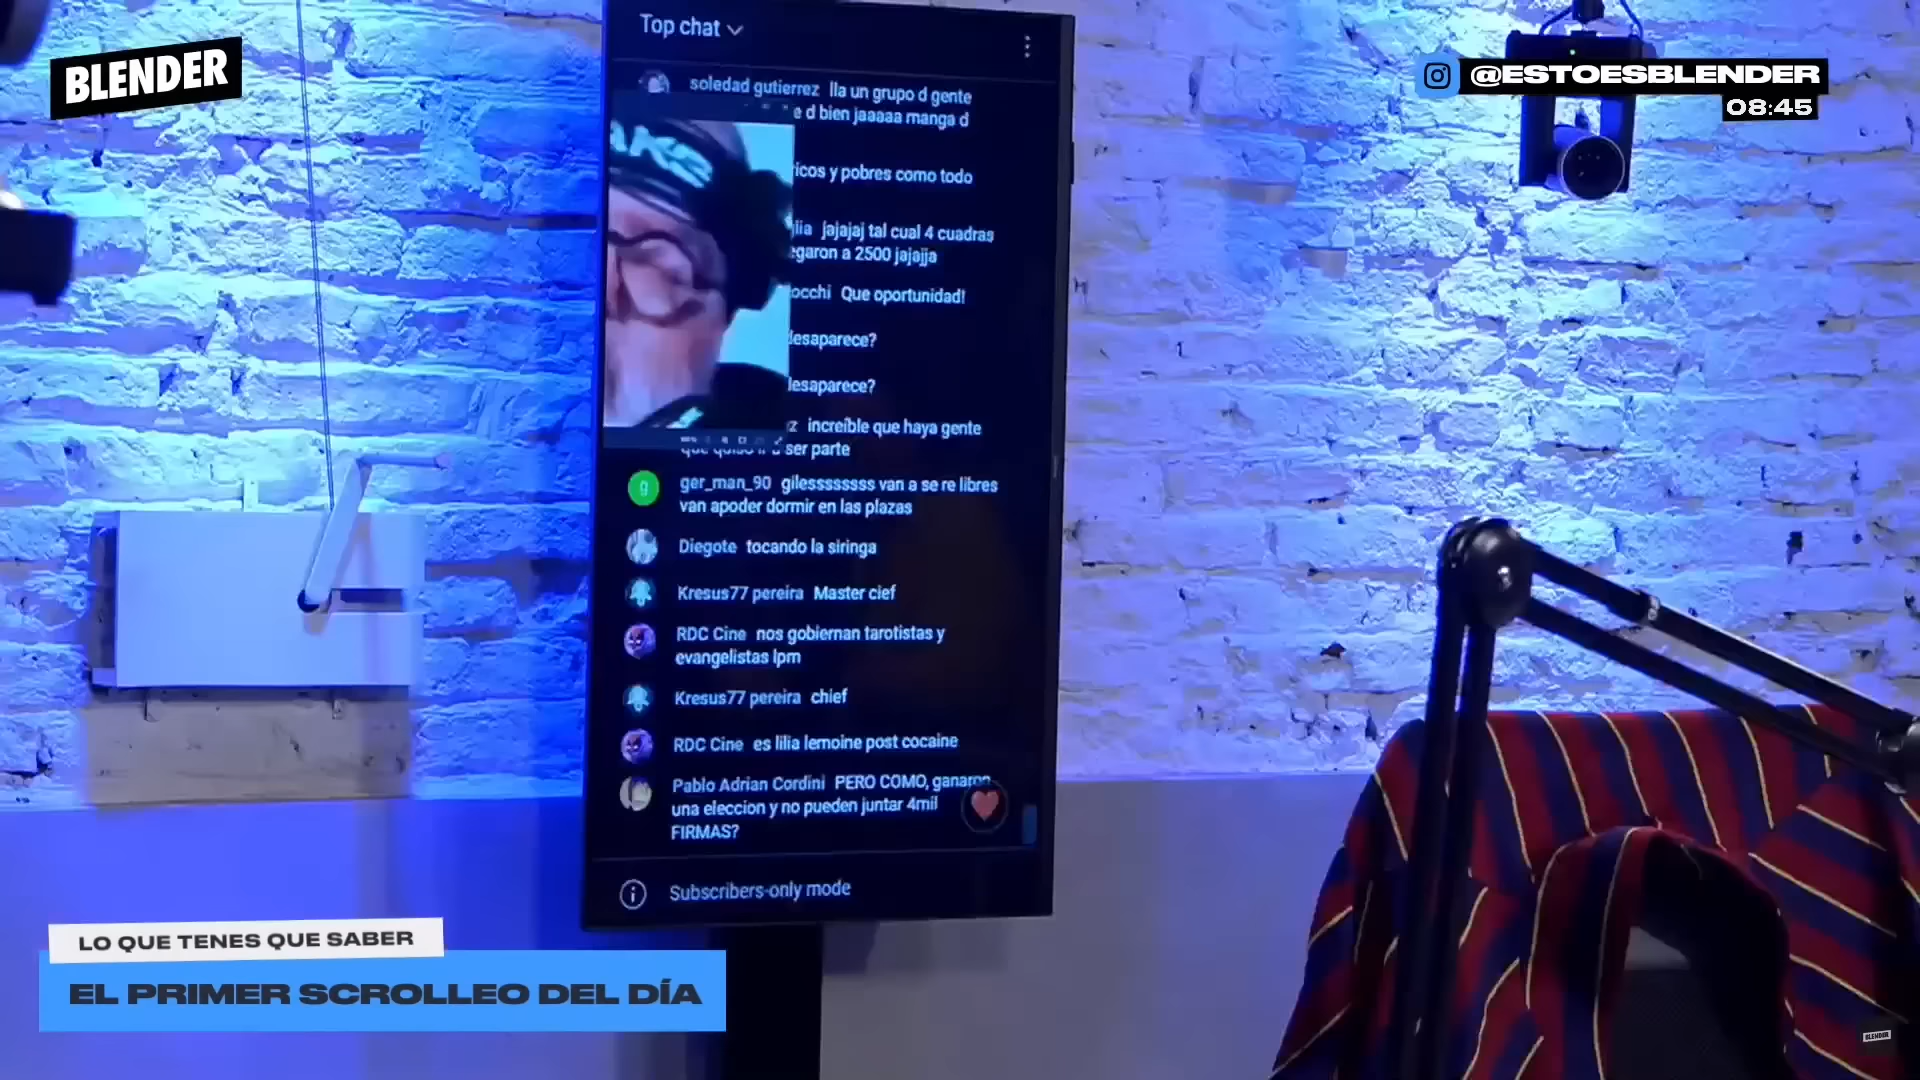 BLENDER
@ESTOESBLENDER
08:45
Top chat
soledad gutierrez lla un grupo d gente
e d bien jaaaaa manga d
icos y pobres como todo
jajajaj tal cual 4 cuadras
garon a 2500 jajajja
occhi Que oportunidad!
desaparece?
desaparece?
z increíble que haya gente
ser parte
ger_man_90 gilesssssssss van a se re libres
van apoder dormir en las plazas
Diegote tocando la siringa
Kresus77 pereira Master cief
RDC Cine nos gobiernan tarotistas y
evangelistas lpm
Kresus77 pereira chief
RDC Cine es lilia lemoine post cocaine
Pablo Adrian Cordini PERO COMO, ganaron
una eleccion y no pueden juntar 4mil
FIRMAS?
Subscribers-only mode
LO QUE TENES QUE SABER
EL PRIMER SCROLLEO DEL DÍA
BLENDER